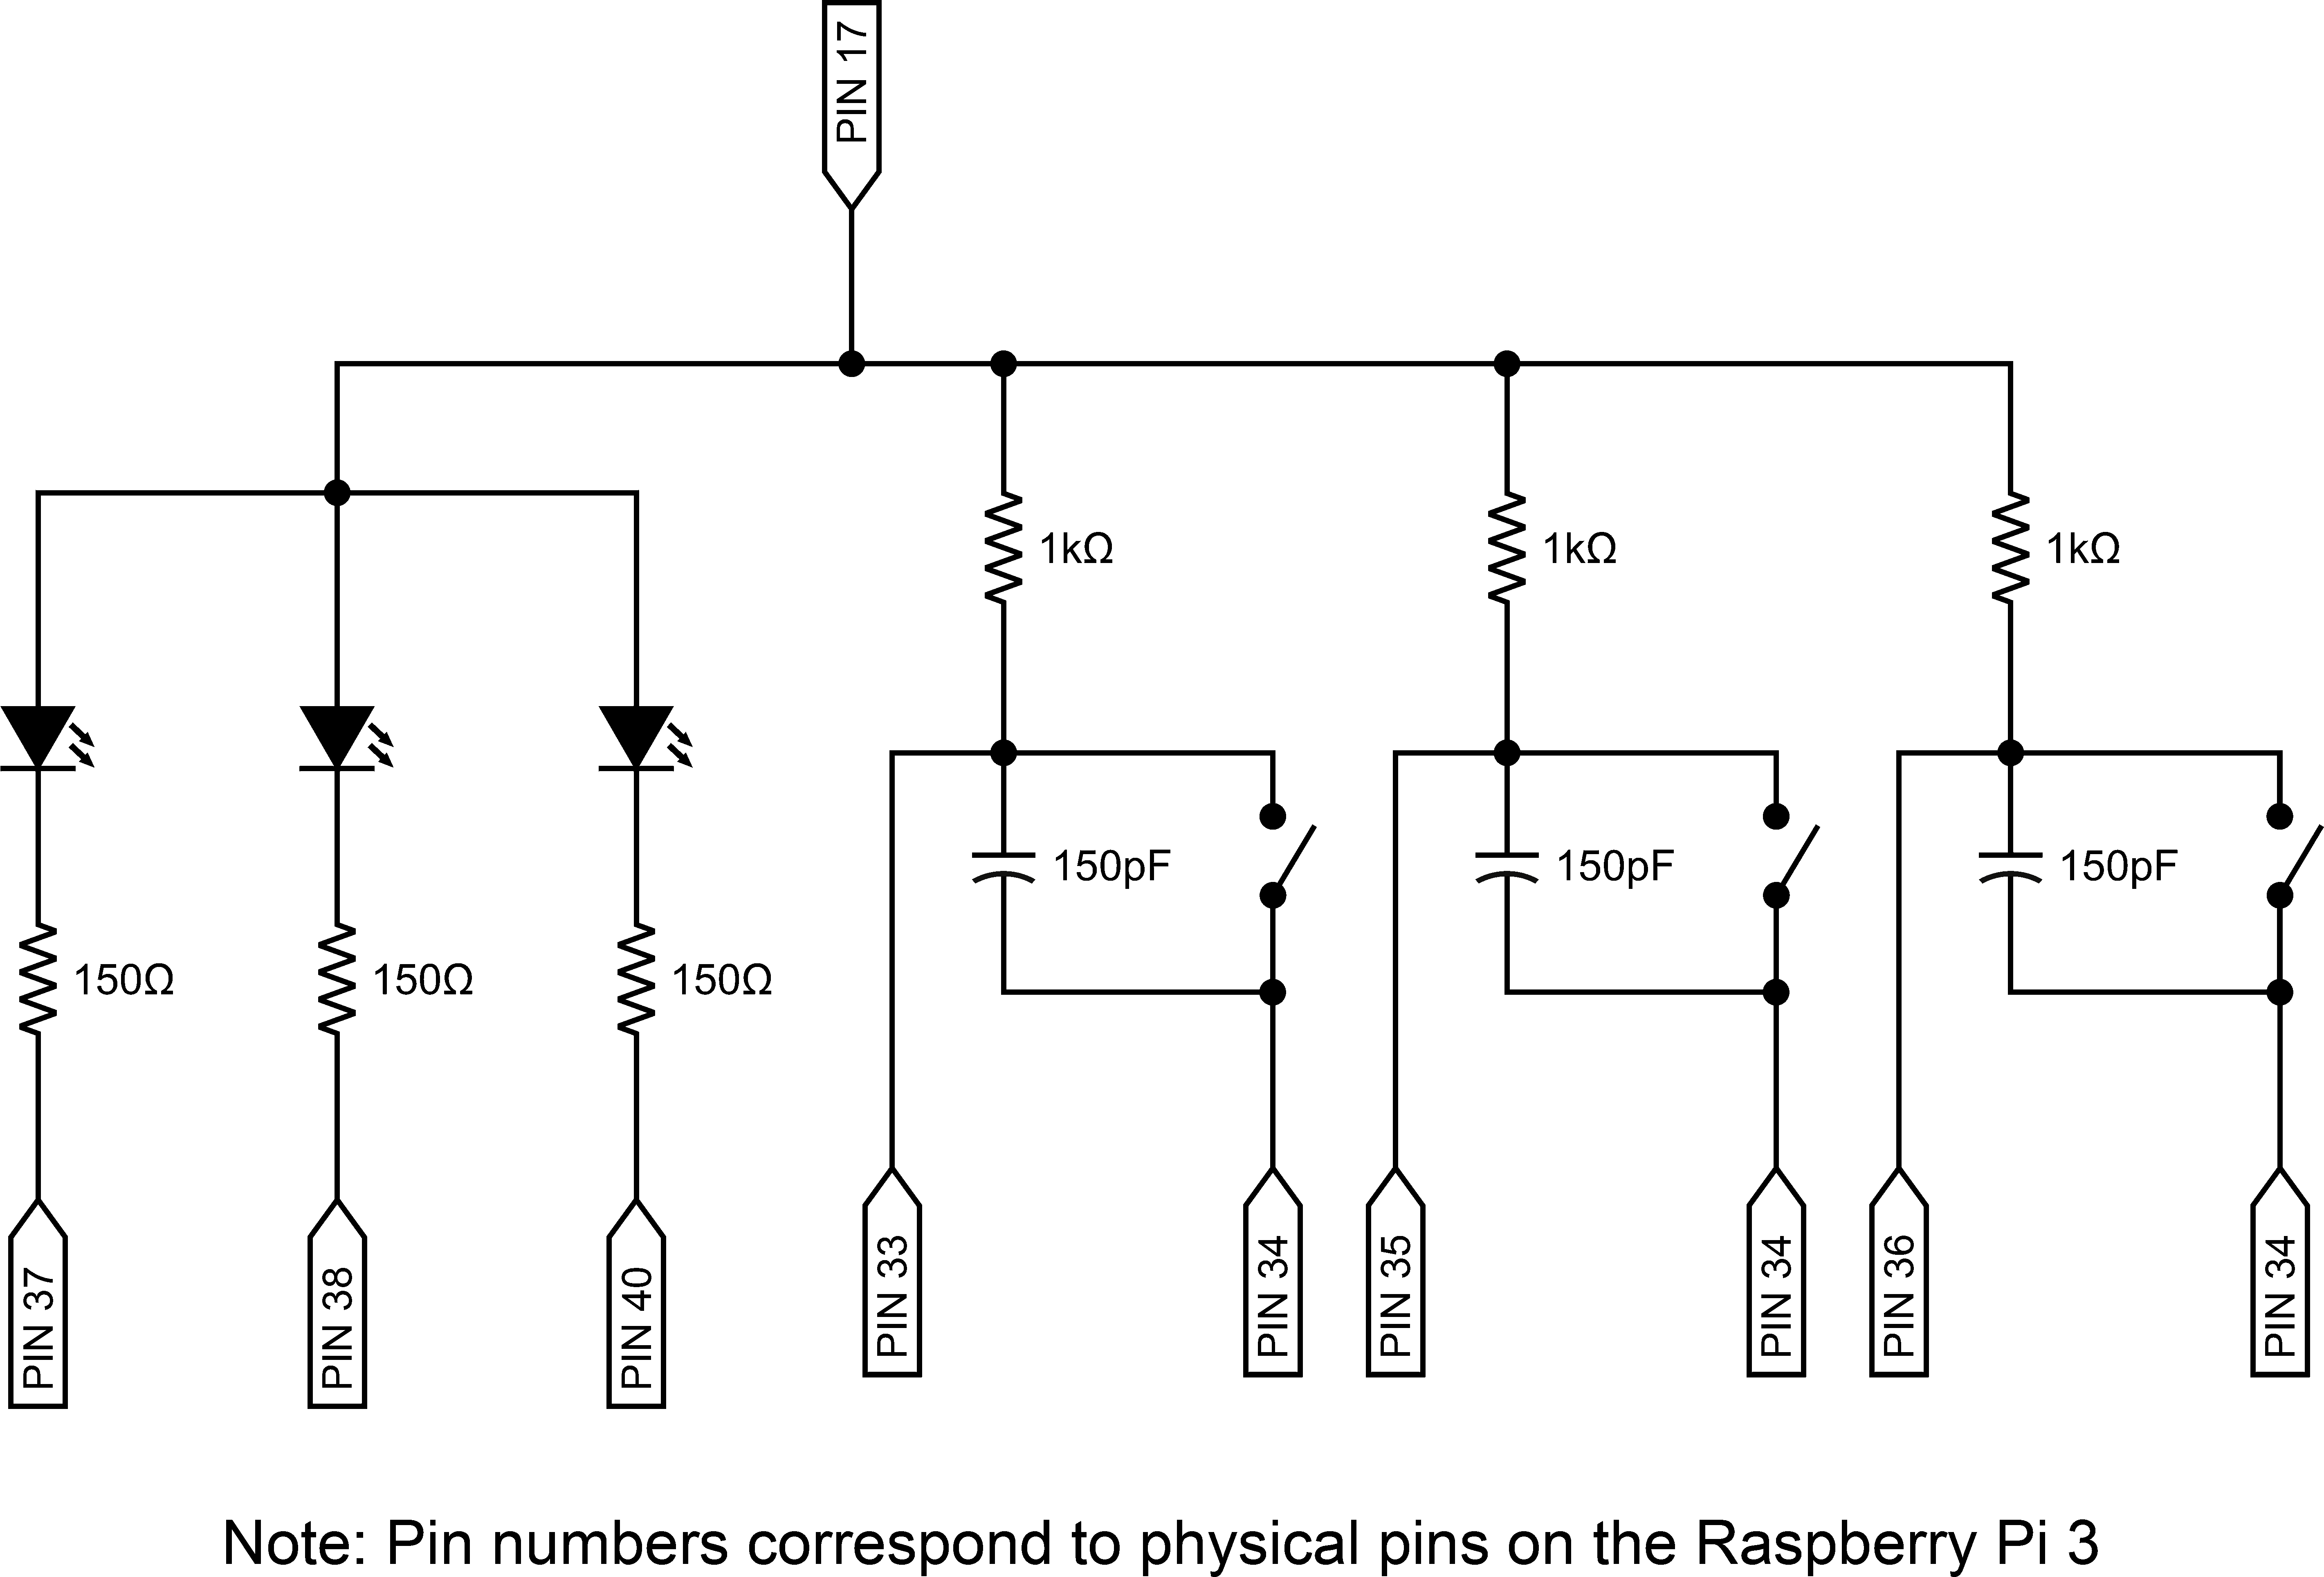 PIN 17
1kΩ
1kΩ
1kΩ
150pF
150pF
150pF
150Ω
150Ω
150Ω
PIN 37
PIN 38
PIN 40
PIN 33
PIN 34
PIN 35
PIN 34
PIN 36
PIN 34
Note: Pin numbers correspond to physical pins on the Raspberry Pi 3